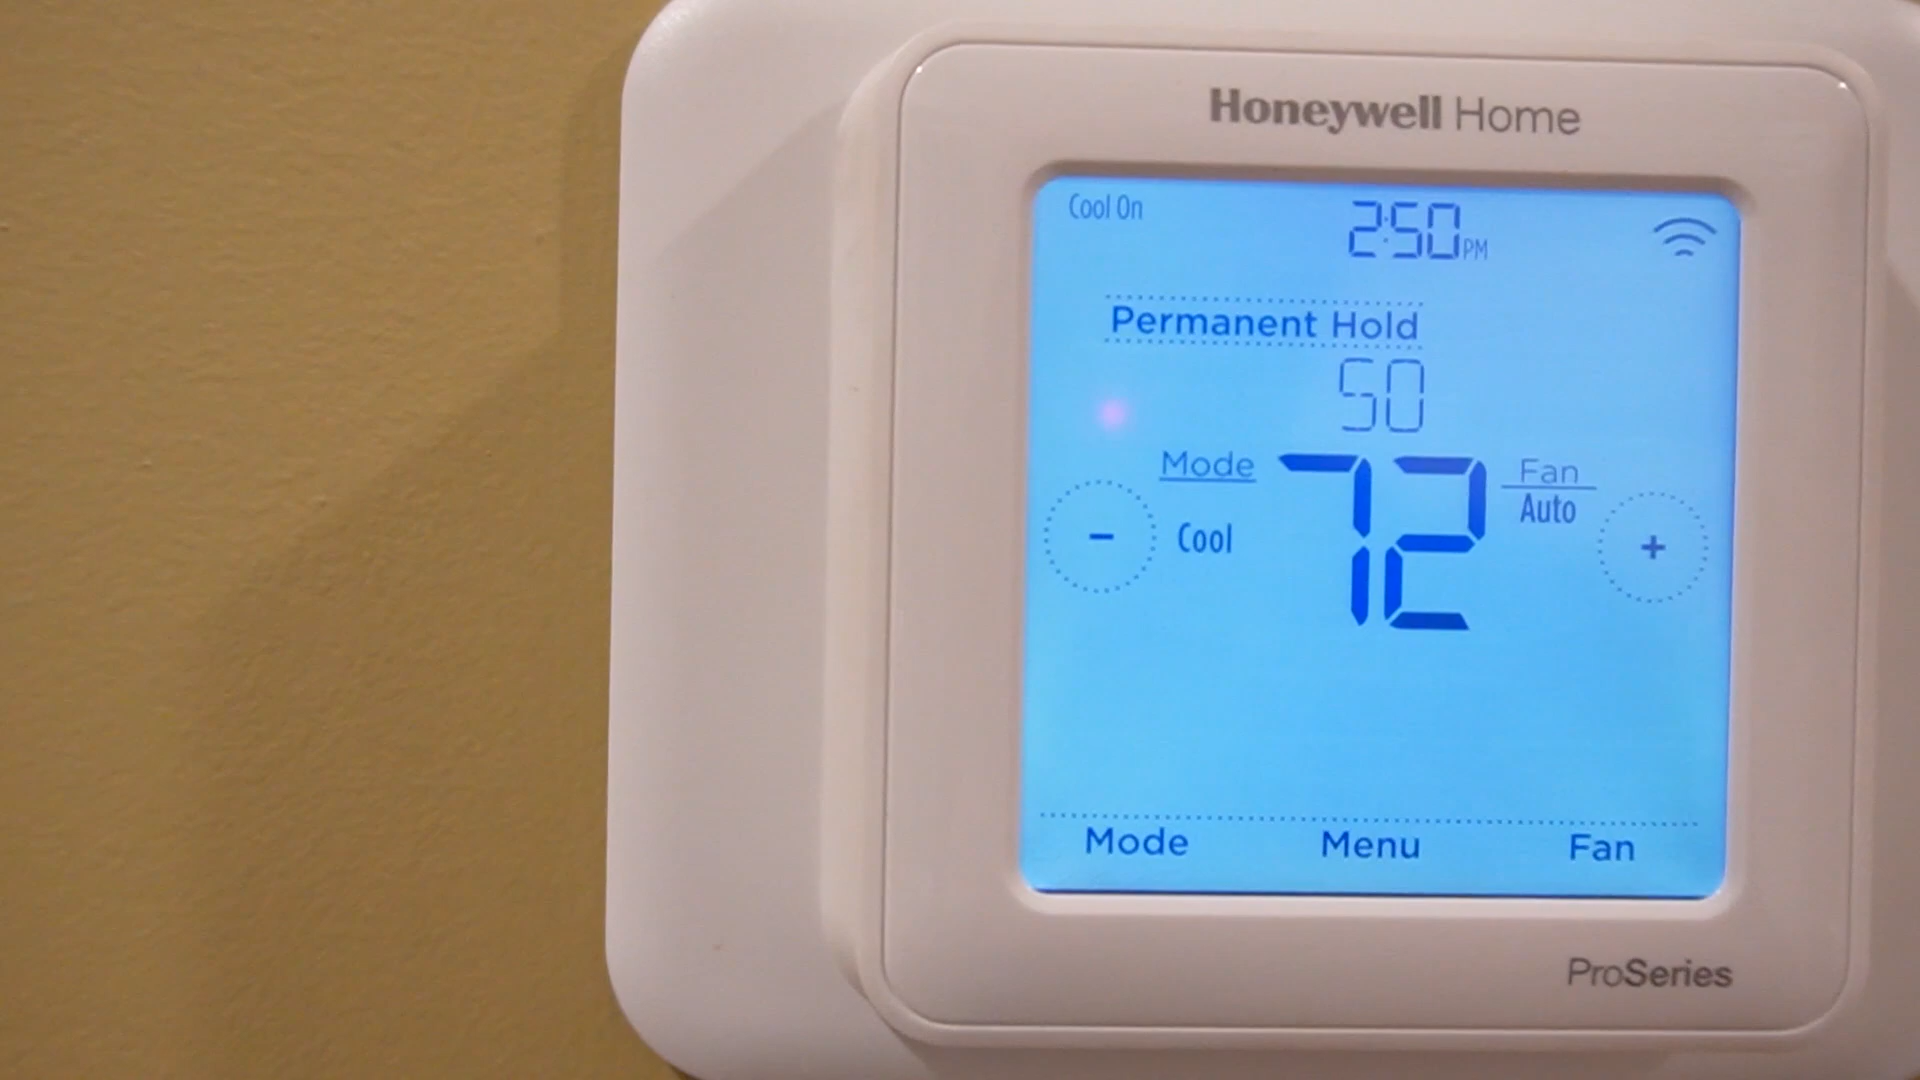 Honeywell Home
Cool On
2:50 PM
Permanent Hold
50
Mode
Cool
72
Fan
Auto
-
+
Mode Menu Fan
ProSeries